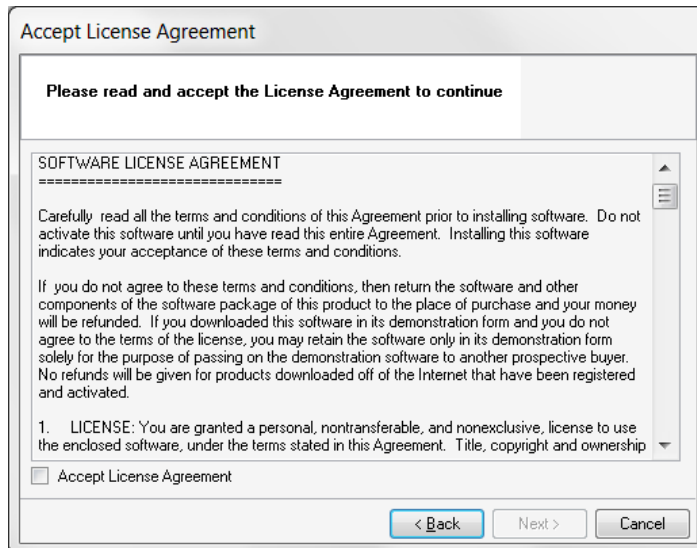 Accept License Agreement
Please read and accept the License Agreement to continue
SOFTWARE LICENSE AGREEMENT
==============================
Carefully  read all the terms and conditions of this Agreement prior to installing software.  Do not
activate this software until you have read this entire Agreement.  Installing this software
indicates your acceptance of these terms and conditions.
If  you do not agree to these terms and conditions, then return the software and other
components of the software package of this product to the place of purchase and your money
will be refunded.  If you downloaded this software in its demonstration form and you do not
agree to the terms of the license, you may retain the software only in its demonstration form
solely for the purpose of passing on the demonstration software to another prospective buyer.
No refunds will be given for products downloaded off of the Internet that have been registered
and activated.
1.    LICENSE: You are granted a personal, nontransferable, and nonexclusive, license to use
the enclosed software, under the terms stated in this Agreement.  Title, copyright and ownership
Accept License Agreement
< Back    Next >    Cancel